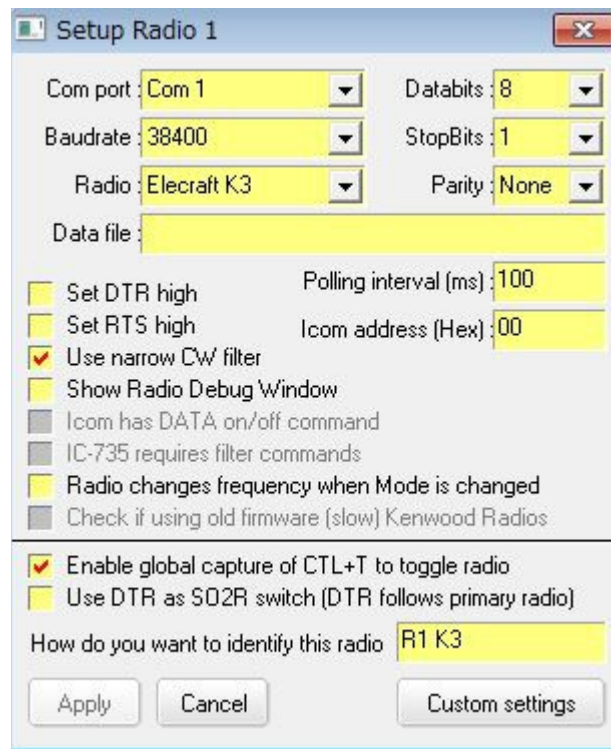 Setup Radio 1
Com port : Com 1 Databits : 8
Baudrate : 38400 StopBits : 1
Radio : Elecraft K3 Parity : None
Data file :
Polling interval (ms) : 100
Set DTR high
Set RTS high
Icom address (Hex) : 00
Use narrow CW filter
Show Radio Debug Window
Icom has DATA on/off command
IC-735 requires filter commands
Radio changes frequency when Mode is changed
Check if using old firmware (slow) Kenwood Radios
Enable global capture of CTL+T to toggle radio
Use DTR as SO2R switch (DTR follows primary radio)
How do you want to identify this radio R1 K3
Apply Cancel Custom settings